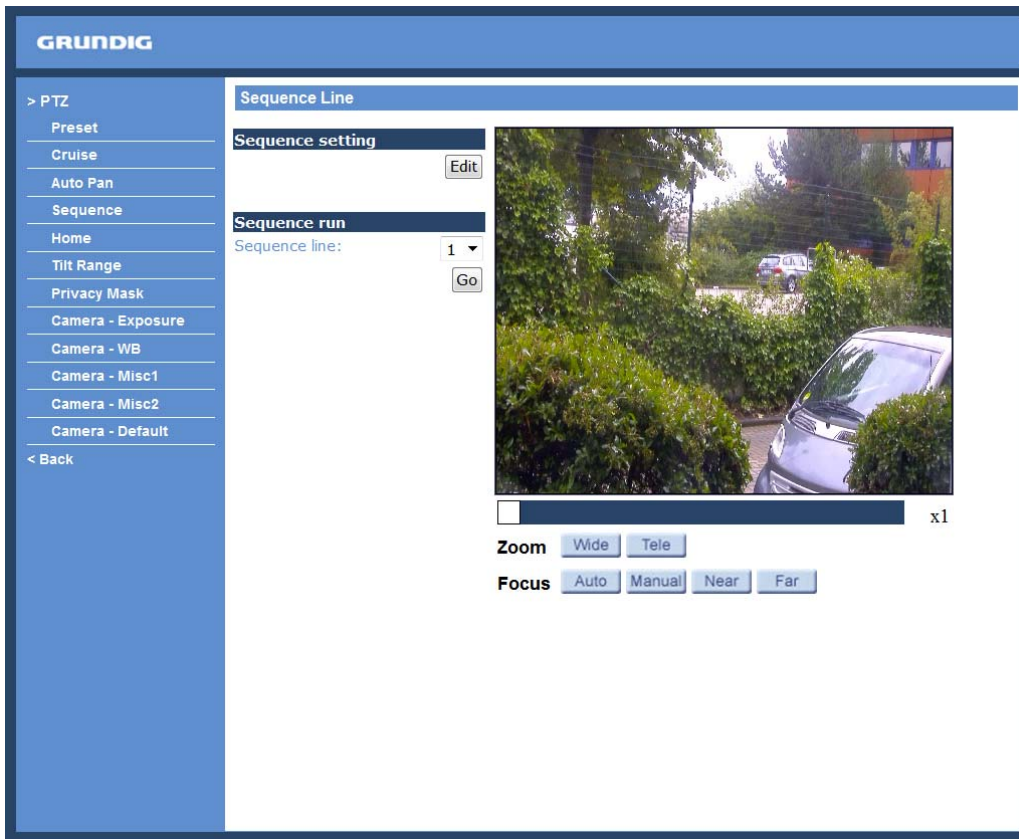 GRUNDIG
> PTZ
Preset
Cruise
Auto Pan
Sequence
Home
Tilt Range
Privacy Mask
Camera - Exposure
Camera - WB
Camera - Misc1
Camera - Misc2
Camera - Default
< Back
Sequence Line
Sequence setting
Edit
Sequence run
Sequence line: 1
Go
x1
Zoom Wide Tele
Focus Auto Manual Near Far